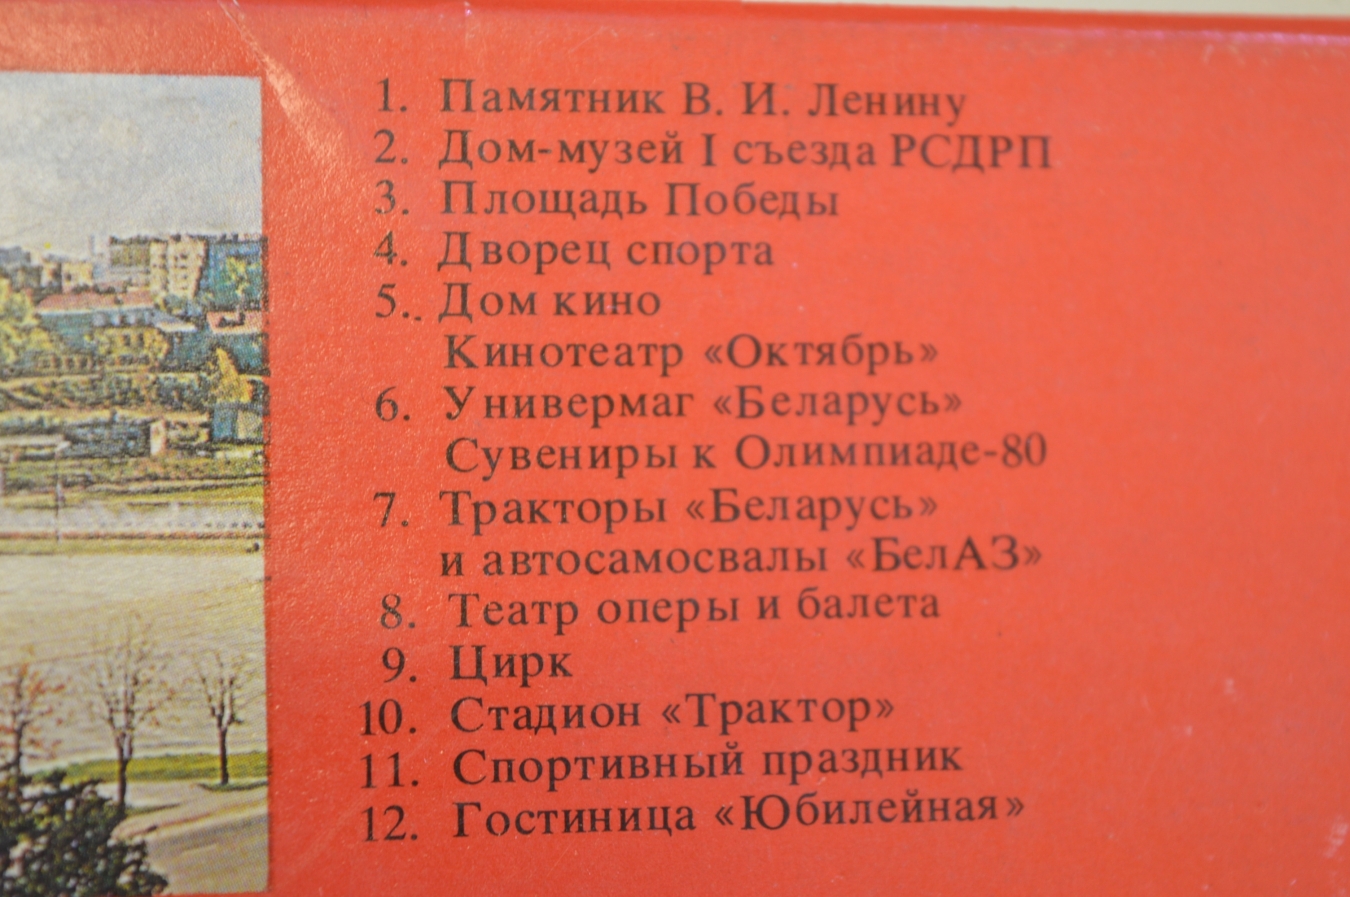 1. Памятник В. И. Ленину
2. Дом-музей I съезда РСДРП
3. Площадь Победы
4. Дворец спорта
5.. Дом кино
Кинотеатр «Октябрь»
6. Универмаг «Беларусь»
Сувениры к Олимпиаде-80
7. Тракторы «Беларусь»
и автосамосвалы «БелАЗ»
8. Театр оперы и балета
9. Цирк
10. Стадион «Трактор»
11. Спортивный праздник
12. Гостиница «Юбилейная»